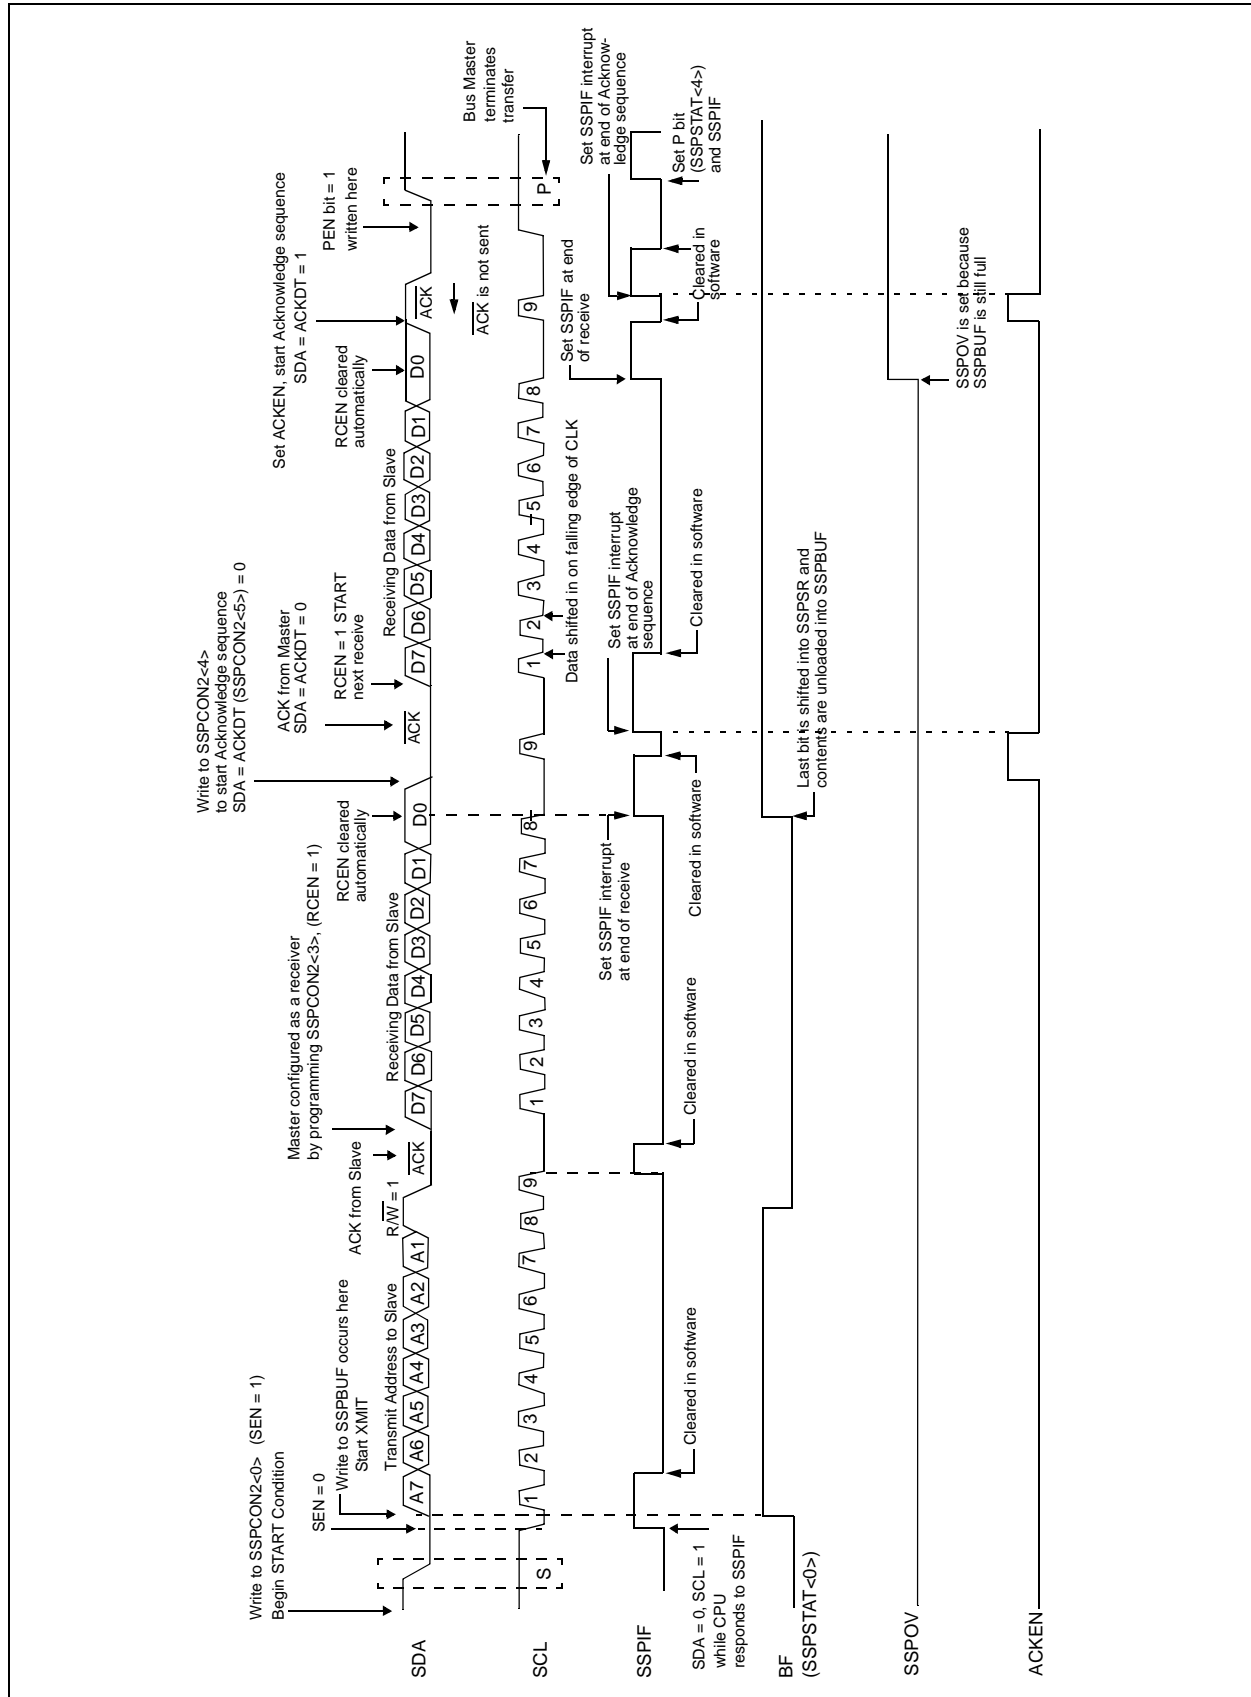 Write to SSPCON2<0> (SEN = 1)
Begin START Condition
SEN = 0
Write to SSPBUF occurs here
Start XMIT
Transmit Address to Slave
ACK from Slave
R/W = 1
Master configured as a receiver
by programming SSPCON2<3>, (RCEN = 1)
Receiving Data from Slave
RCEN cleared
automatically
Write to SSPCON2<4>
to start Acknowledge sequence
SDA = ACKDT (SSPCON2<5>) = 0
ACK from Master
SDA = ACKDT = 0
RCEN = 1 START
next receive
Receiving Data from Slave
RCEN cleared
automatically
Set ACKEN, start Acknowledge sequence
SDA = ACKDT = 1
PEN bit = 1
written here
SDA
A7 A6 A5 A4 A3 A2 A1
ACK
D7 D6 D5 D4 D3 D2 D1 D0
ACK
D7 D6 D5 D4 D3 D2 D1 D0
ACK
ACK is not sent
Bus Master
terminates
transfer
SCL
S
1 2 3 4 5 6 7 8 9
1 2 3 4 5 6 7 8 9
1 2 3 4 5 6 7 8 9
P
Data shifted in on falling edge of CLK
SSPIF
SDA = 0, SCL = 1
while CPU
responds to SSPIF
Cleared in software
Cleared in software
Set SSPIF interrupt
at end of receive
Cleared in software
Set SSPIF interrupt
at end of Acknowledge
sequence
Cleared in software
Set SSPIF at end
of receive
Cleared in
software
Set SSPIF interrupt
at end of Acknow-
ledge sequence
Set P bit
(SSPSTAT<4>)
and SSPIF
BF
(SSPSTAT<0>)
Last bit is shifted into SSPSR and
contents are unloaded into SSPBUF
SSPOV
SSPOV is set because
SSPBUF is still full
ACKEN